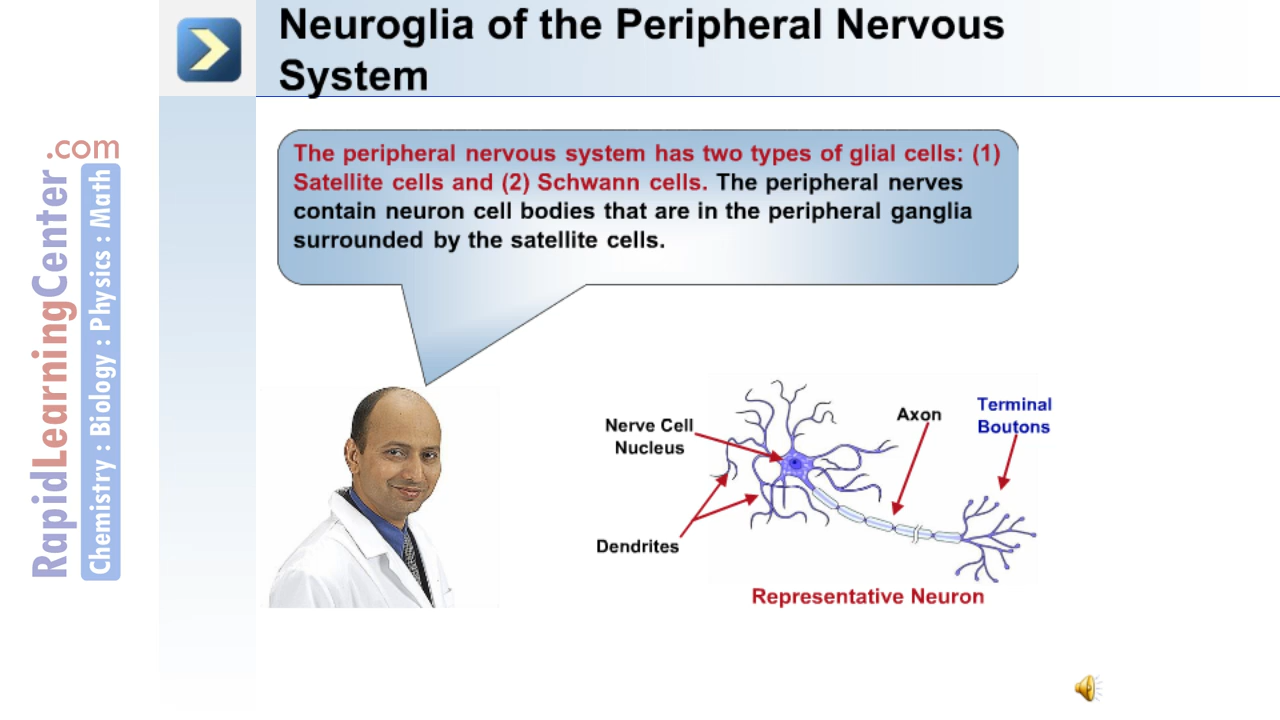 Neuroglia of the Peripheral Nervous
System
The peripheral nervous system has two types of glial cells: (1)
Satellite cells and (2) Schwann cells. The peripheral nerves
contain neuron cell bodies that are in the peripheral ganglia
surrounded by the satellite cells.
Nerve Cell
Nucleus
Axon
Terminal
Boutons
Dendrites
Representative Neuron
RapidLearningCenter.com
Chemistry : Biology : Physics : Math